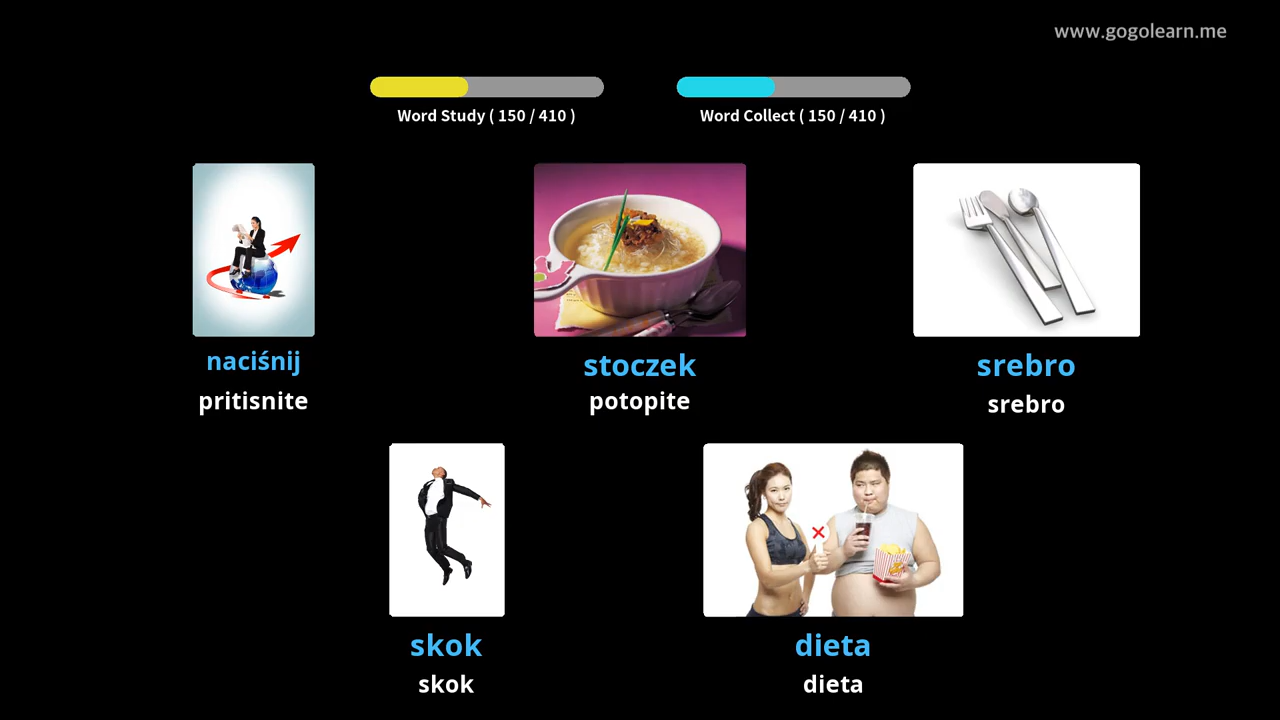 www.gogolearn.me
Word Study ( 150 / 410 )
Word Collect ( 150 / 410 )
naciśnij
pritisnite
stoczek
potopite
srebro
srebro
skok
skok
dieta
dieta